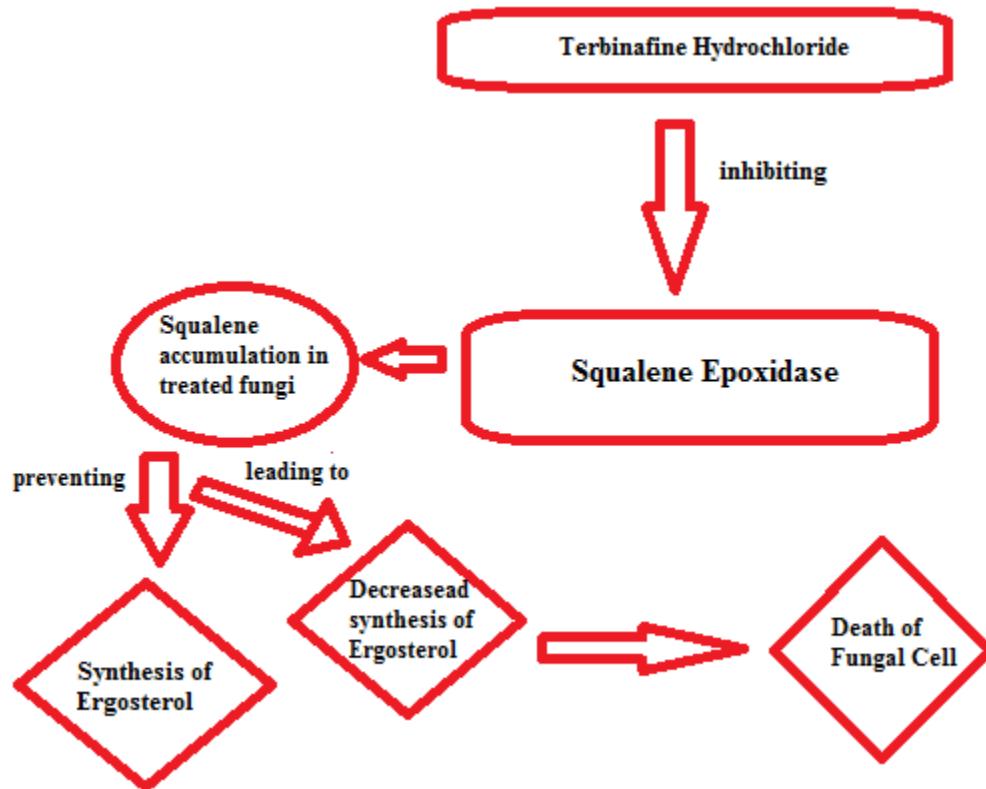 Terbinafine Hydrochloride
inhibiting
Squalene
accumulation in
treated fungi
Squalene Epoxidase
preventing
leading to
Decreasead
synthesis of
Ergosterol
Synthesis of
Ergosterol
Death of
Fungal Cell